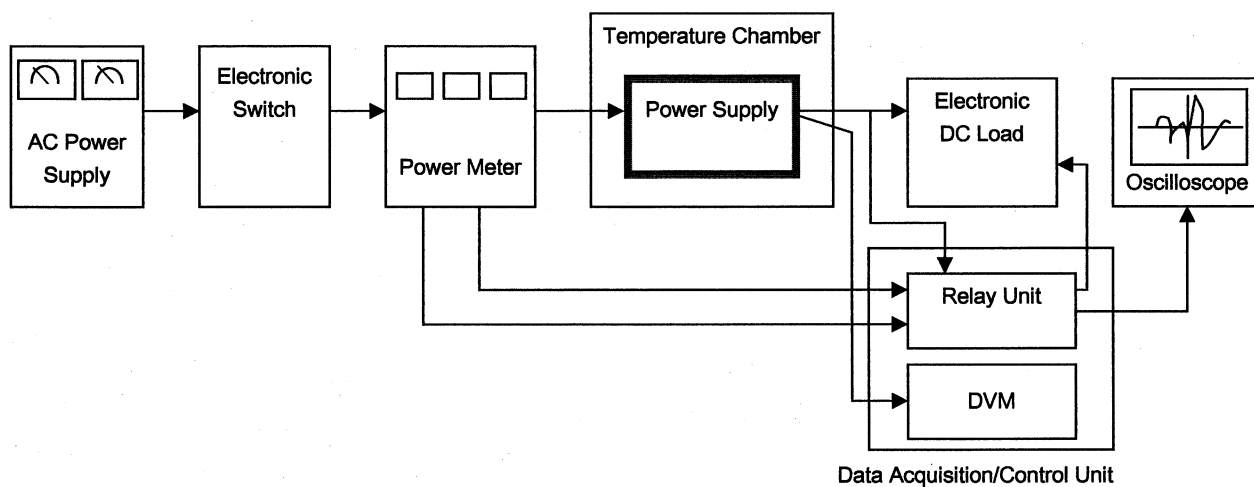 AC Power
Supply
Electronic
Switch
Power Meter
Temperature Chamber
Power Supply
Electronic
DC Load
Oscilloscope
Relay Unit
DVM
Data Acquisition/Control Unit